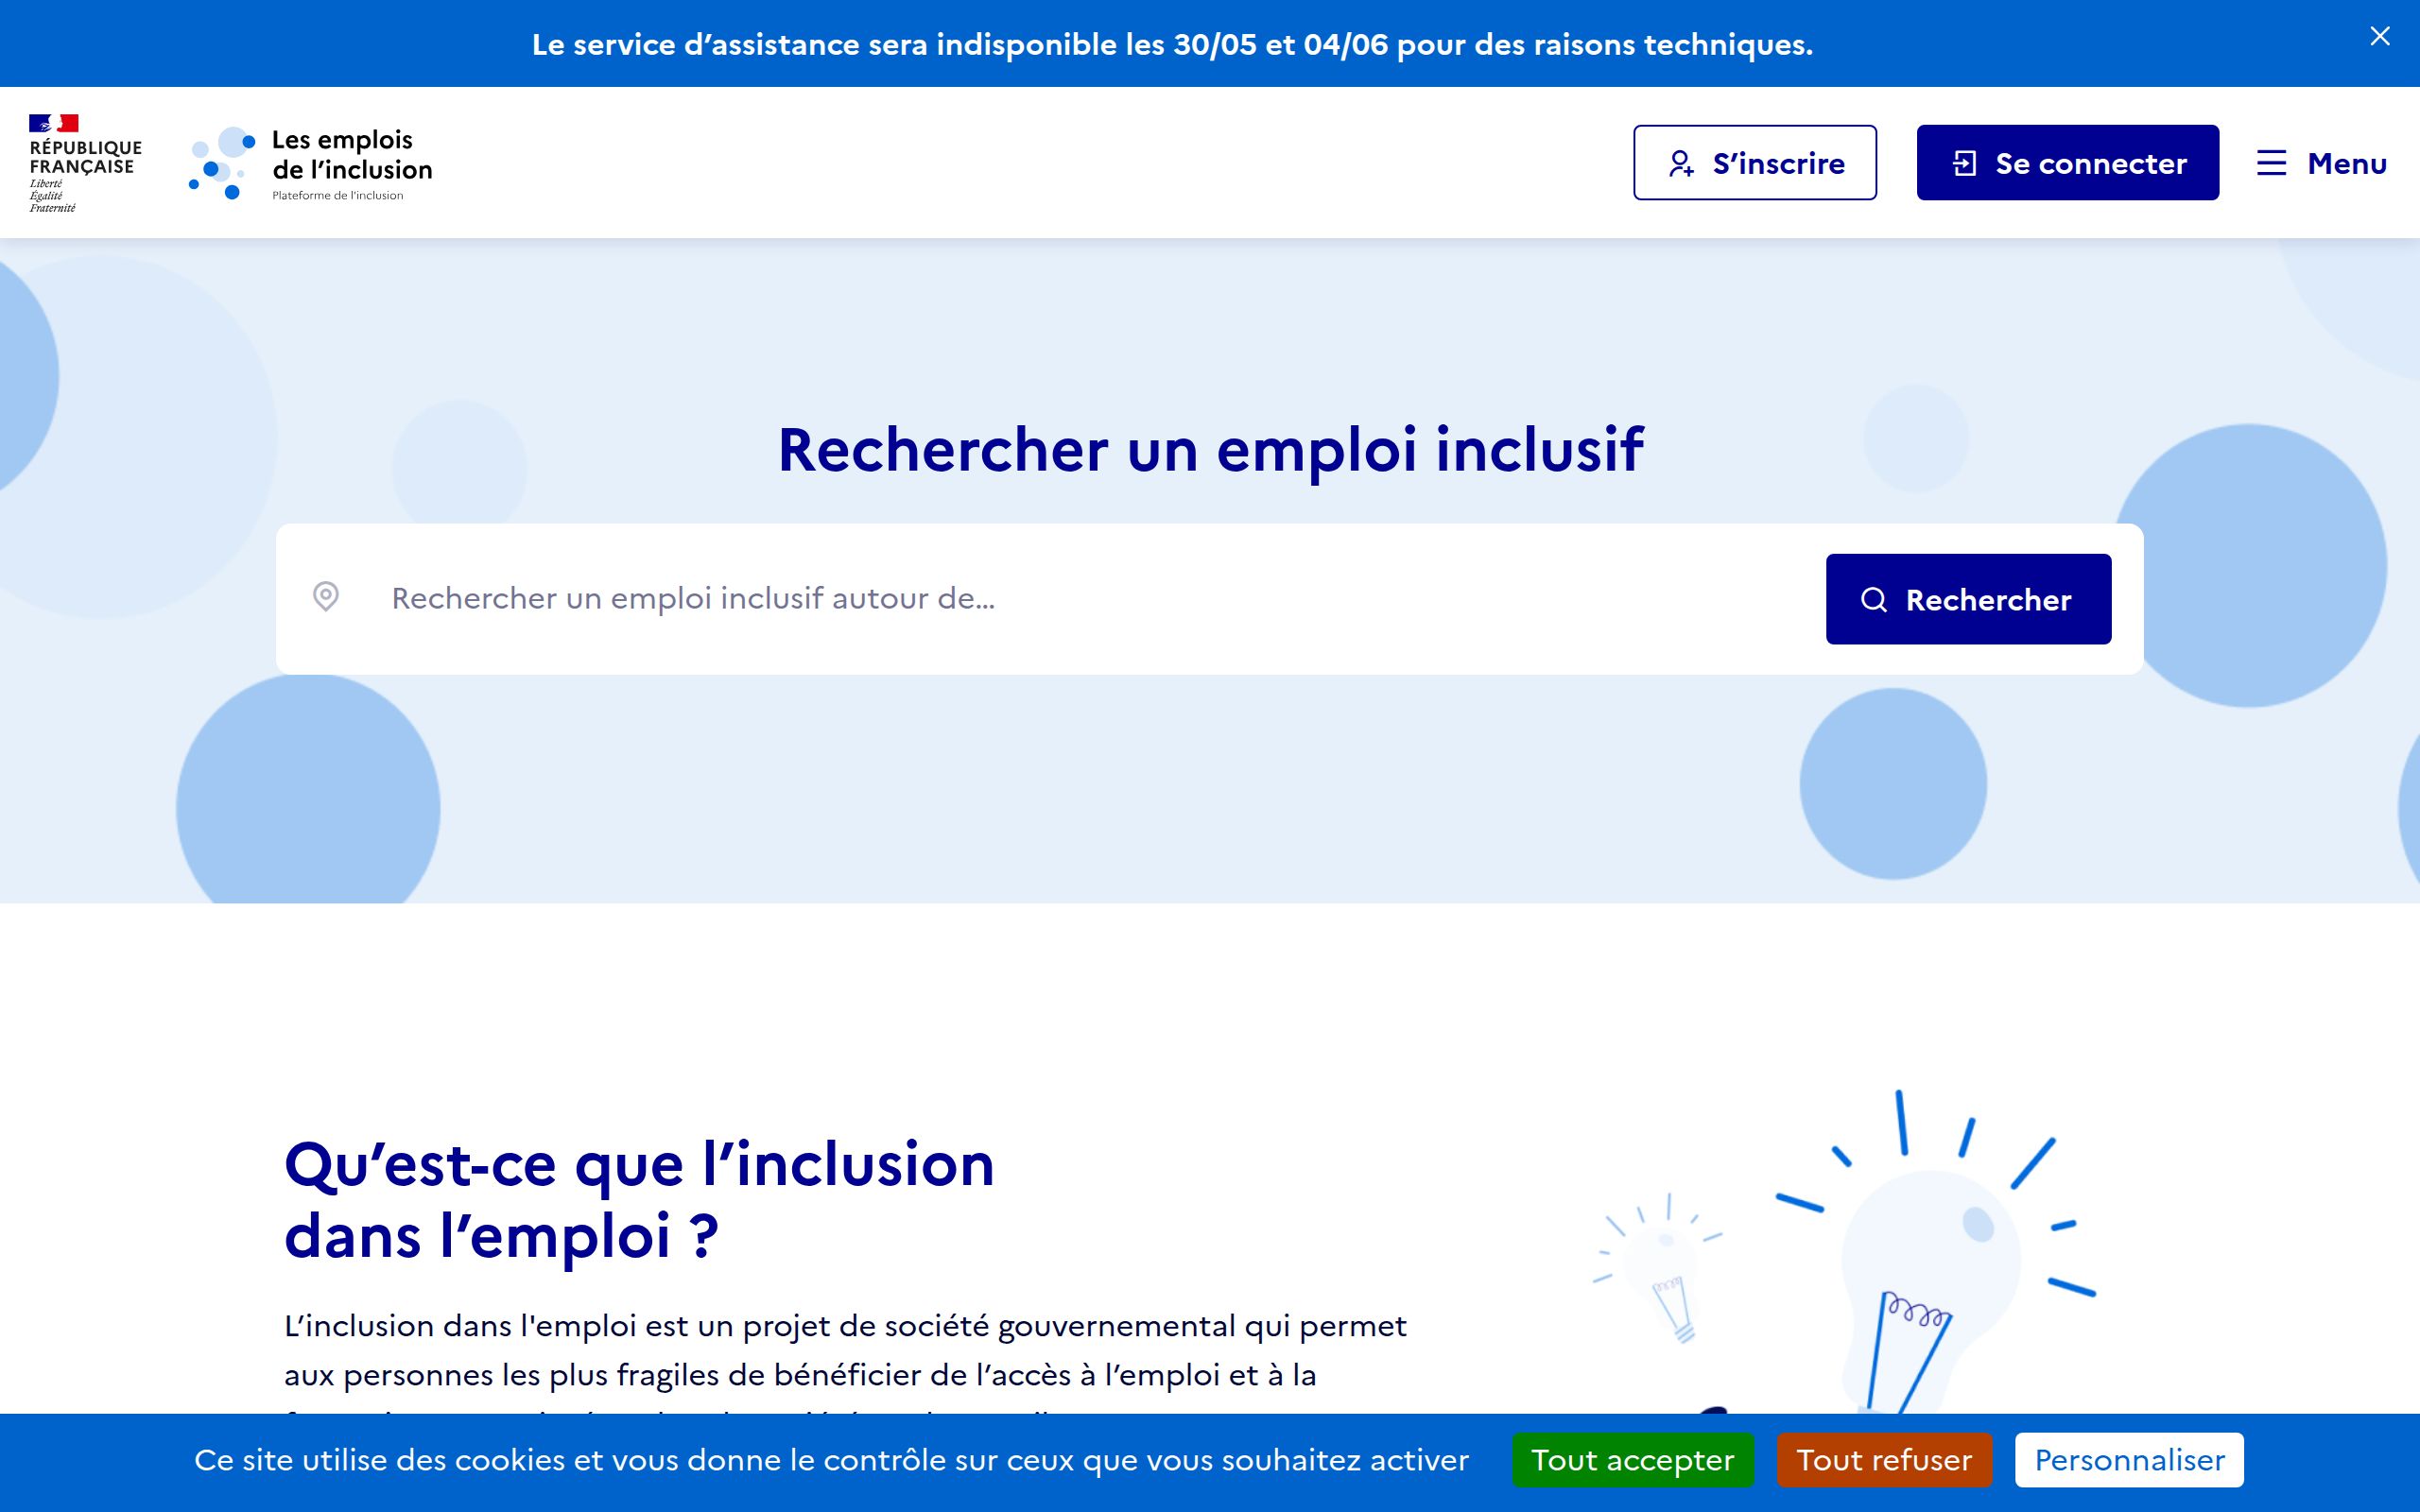 Le service d’assistance sera indisponible les 30/05 et 04/06 pour des raisons techniques.
RÉPUBLIQUE
FRANÇAISE
Liberté
Égalité
Fraternité
Les emplois
de l’inclusion
Plateforme de l’inclusion
S’inscrire
Se connecter
Menu
Rechercher un emploi inclusif
Rechercher un emploi inclusif autour de…
Rechercher
Qu’est-ce que l’inclusion
dans l’emploi ?
L’inclusion dans l'emploi est un projet de société gouvernemental qui permet
aux personnes les plus fragiles de bénéficier de l’accès à l’emploi et à la
Ce site utilise des cookies et vous donne le contrôle sur ceux que vous souhaitez activer
Tout accepter
Tout refuser
Personnaliser